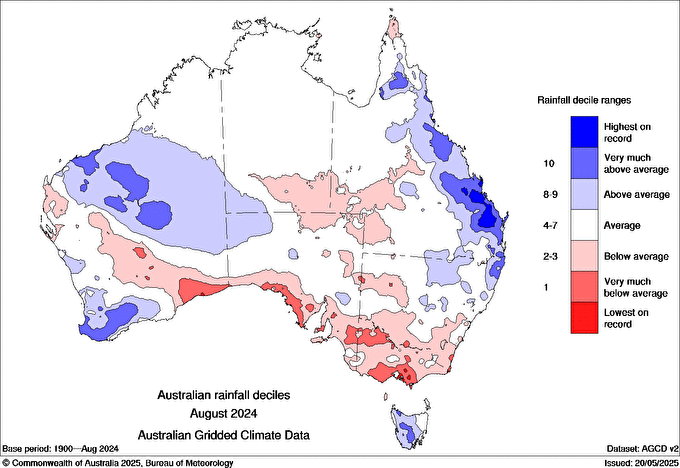 Rainfall decile ranges
Highest on
record
10
Very much
above average
8-9
Above average
4-7
Average
2-3
Below average
1
Very much
below average
Lowest on
record
Australian rainfall deciles
August 2024
Australian Gridded Climate Data
Base period: 1900—Aug 2024
Dataset: AGCD v2
© Commonwealth of Australia 2025, Bureau of Meteorology
Issued: 20/05/2025